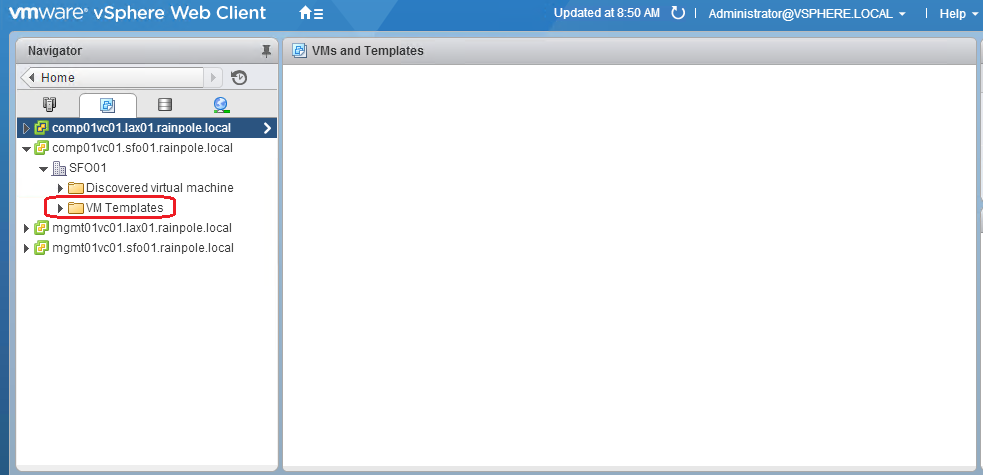 vmware® vSphere Web Client
Updated at 8:50 AM
Administrator@VSPHERE.LOCAL
Help
Navigator
Home
comp01vc01.lax01.rainpole.local
comp01vc01.sfo01.rainpole.local
SFO01
Discovered virtual machine
VM Templates
mgmt01vc01.lax01.rainpole.local
mgmt01vc01.sfo01.rainpole.local
VMs and Templates